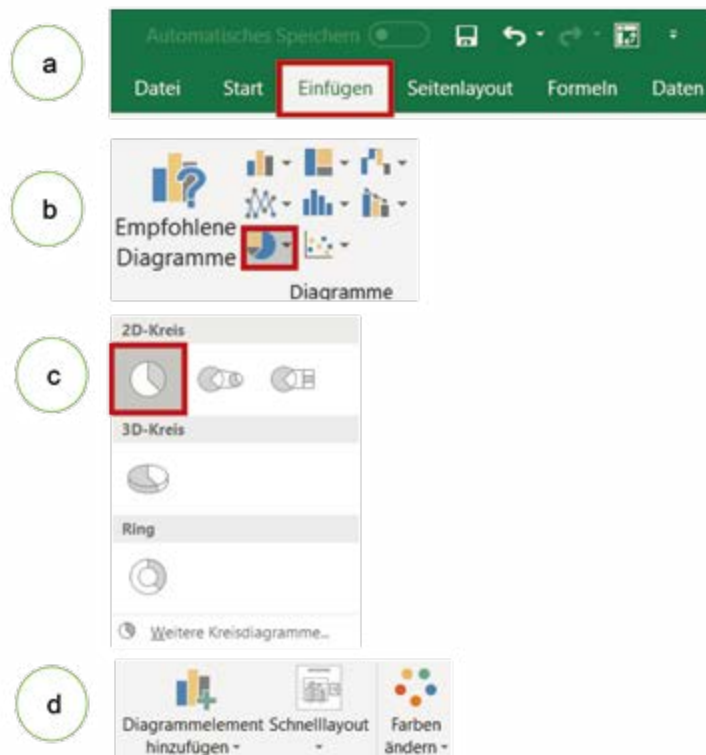 a
Automatisches Speichern
Datei Start Einfügen Seitenlayout Formeln Daten
b
Empfohlene
Diagramme
Diagramme
c
2D-Kreis
3D-Kreis
Ring
Weitere Kreisdiagramme...
d
Diagrammelement Schnelllayout Farben
hinzufügen ändern